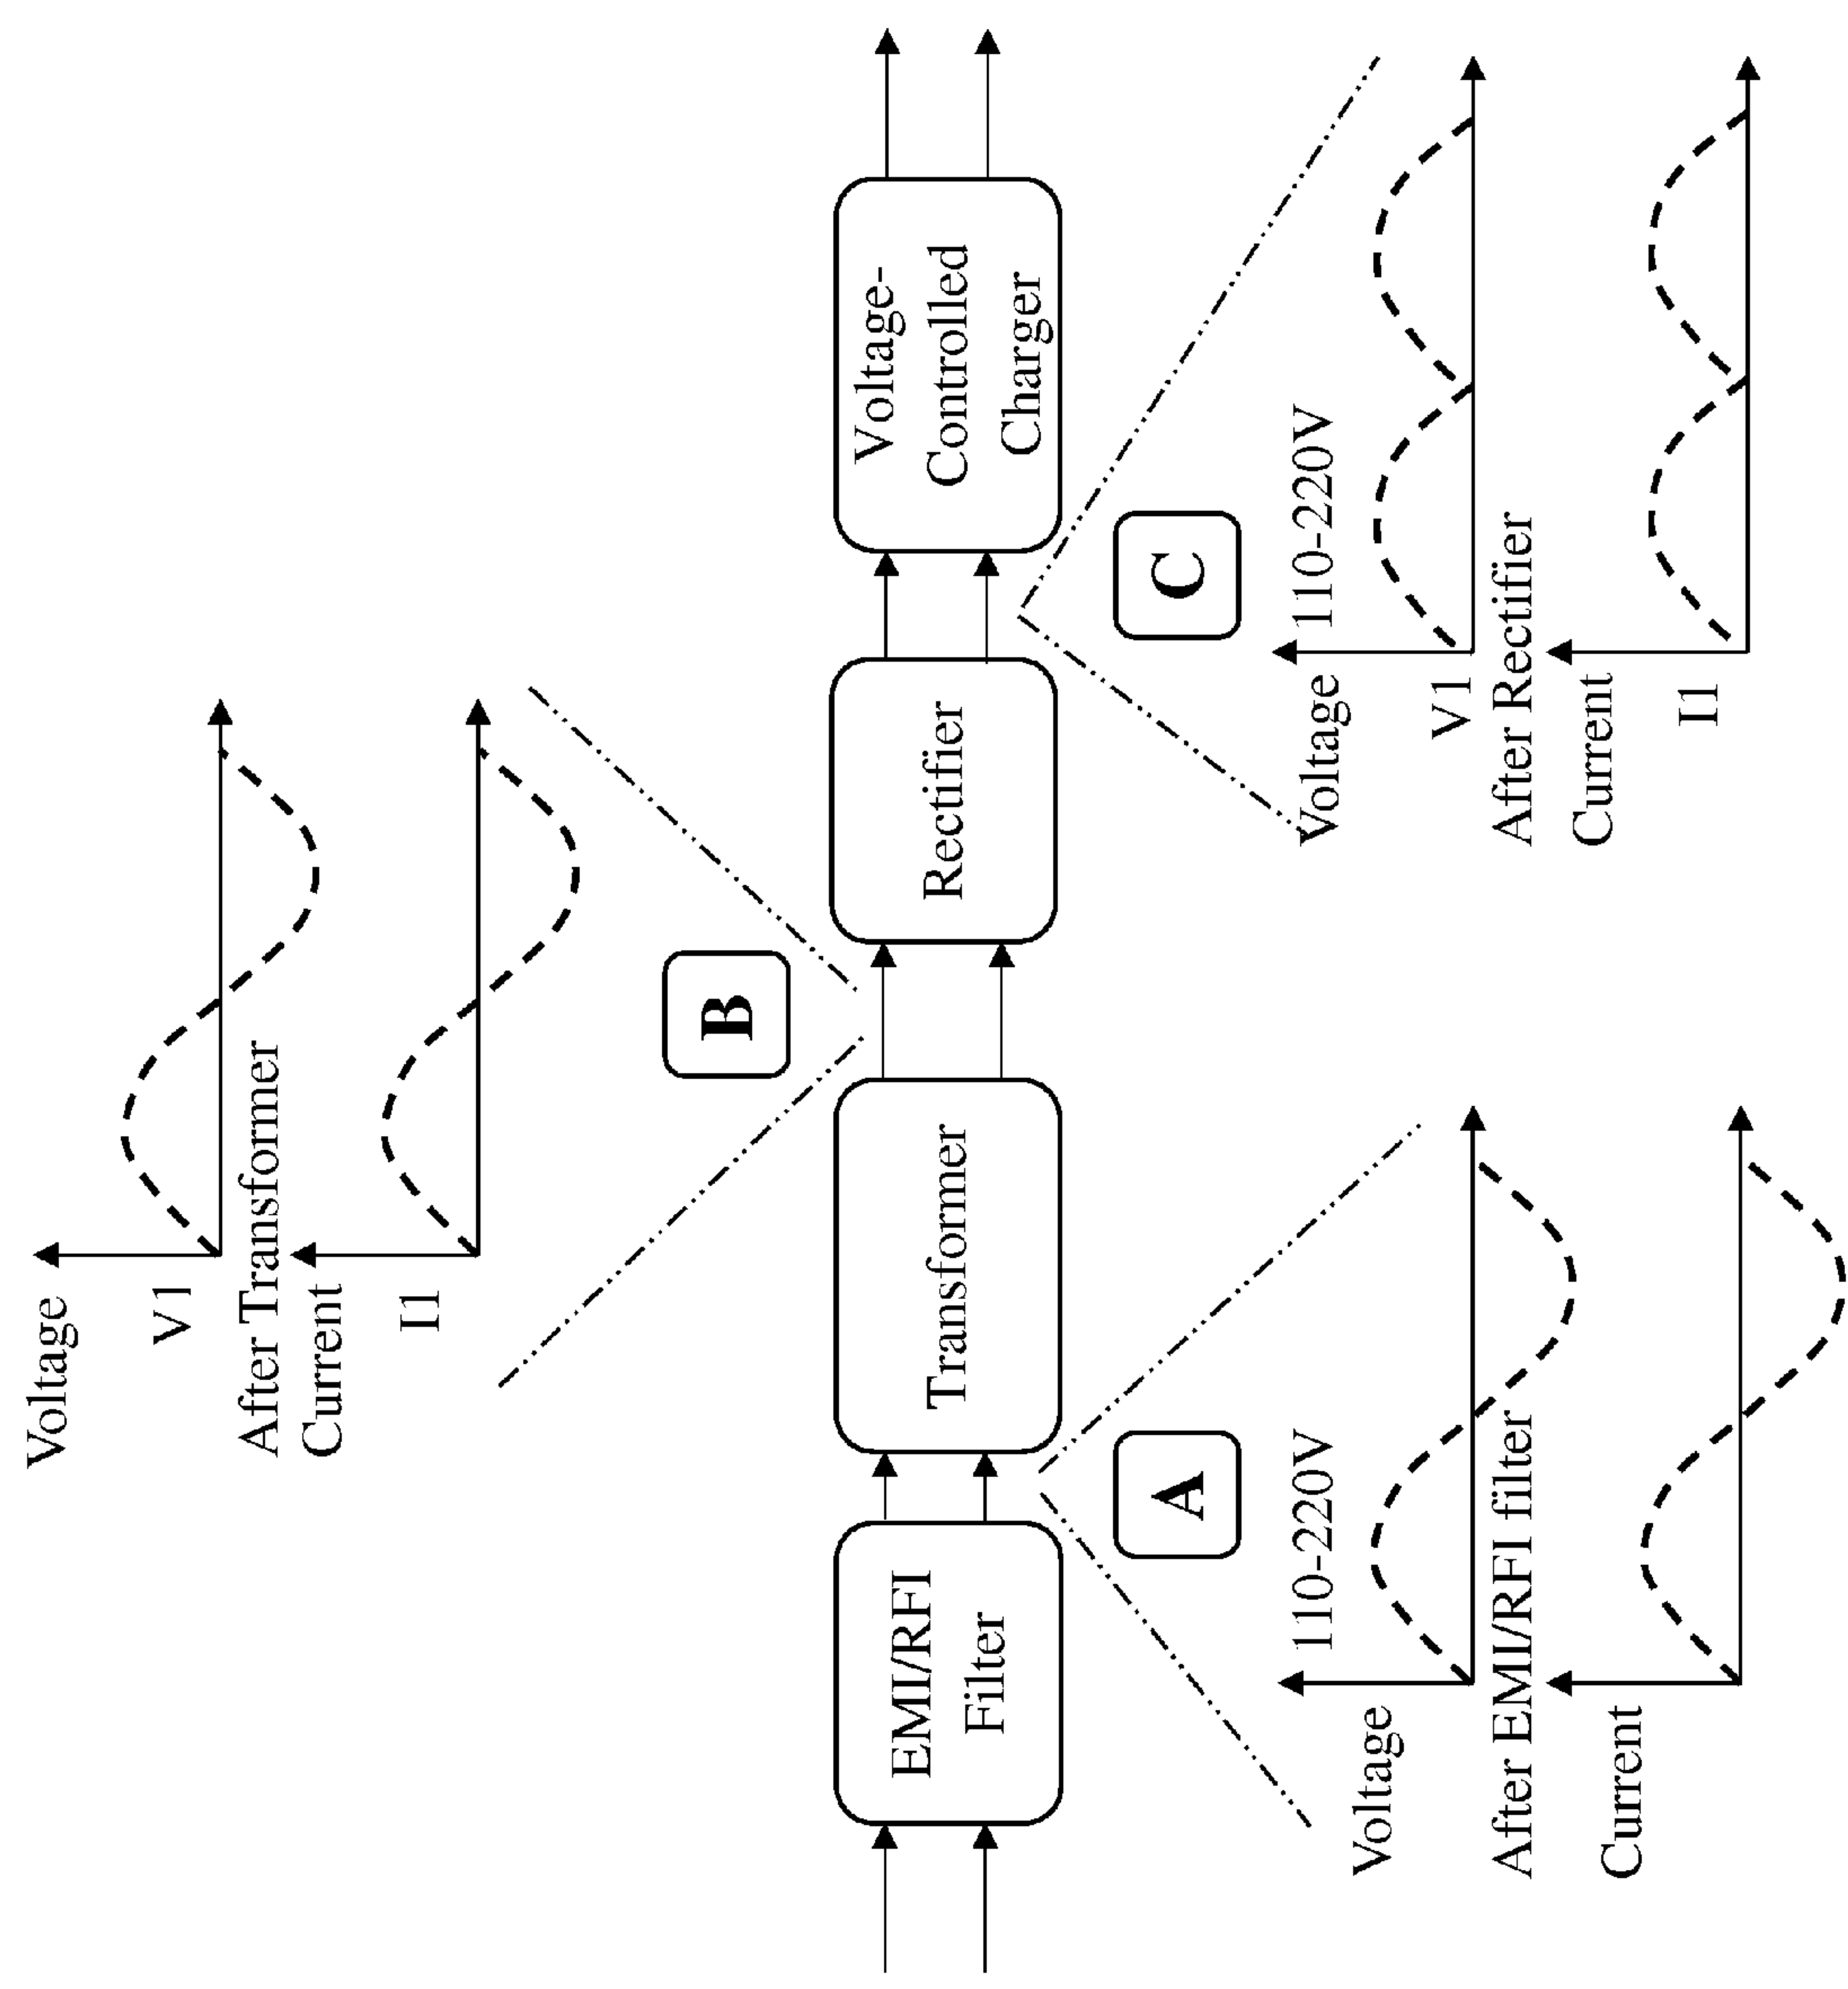 Voltage
V1
After Transformer
Current
I1
B
EMI/RFI
Filter
Transformer
Rectifier
Voltage-
Controlled
Charger
A
110-220V
Voltage
After EMI/RFI filter
Current
C
110-220V
Voltage
V1
After Rectifier
Current
I1